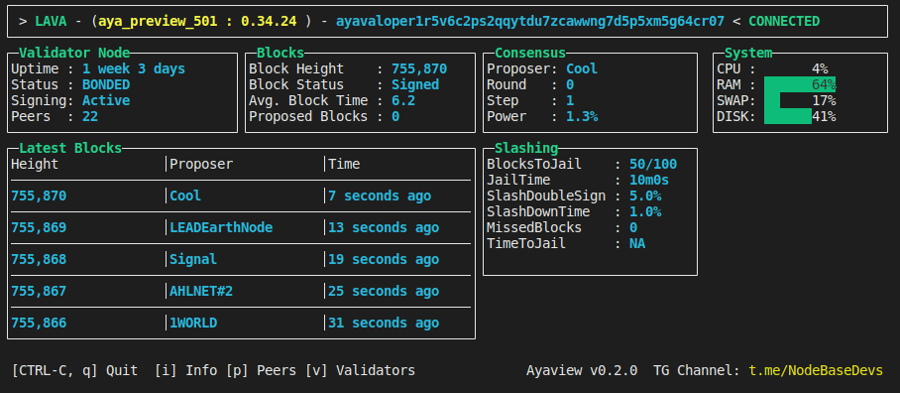 > LAVA - (aya_preview_501 : 0.34.24 ) - ayavaloper1r5v6c2ps2qqytdu7zcawwng7d5p5xm5g64cr07 < CONNECTED
Validator Node
Uptime : 1 week 3 days
Status : BONDED
Signing: Active
Peers : 22
Blocks
Block Height : 755,870
Block Status : Signed
Avg. Block Time : 6.2
Proposed Blocks : 0
Consensus
Proposer: Cool
Round : 0
Step : 1
Power : 1.3%
System
CPU : 4%
RAM : 64%
SWAP: 17%
DISK: 41%
Latest Blocks
Height |Proposer |Time
755,870 |Cool |7 seconds ago
755,869 |LEADEarthNode |13 seconds ago
755,868 |Signal |19 seconds ago
755,867 |AHLNET#2 |25 seconds ago
755,866 |1WORLD |31 seconds ago
Slashing
BlocksToJail : 50/100
JailTime : 10m0s
SlashDoubleSign : 5.0%
SlashDownTime : 1.0%
MissedBlocks : 0
TimeToJail : NA
[CTRL-C, q] Quit [i] Info [p] Peers [v] Validators
Ayaview v0.2.0 TG Channel: t.me/NodeBaseDevs